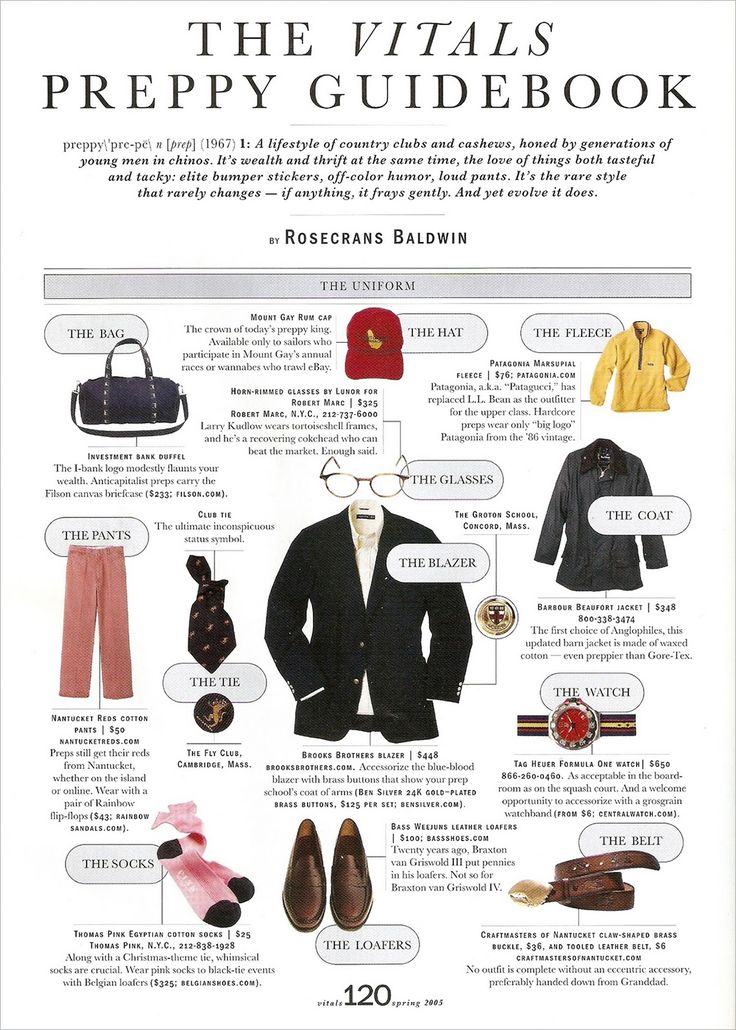 THE VITALS
PREPPY GUIDEBOOK
preppy\'pre-pē\ n [prep] (1967) 1: A lifestyle of country clubs and cashews, honed by generations of
young men in chinos. It's wealth and thrift at the same time, the love of things both tasteful
and tacky: elite bumper stickers, off-color humor, loud pants. It's the rare style
that rarely changes — if anything, it frays gently. And yet evolve it does.
BY ROSECRANS BALDWIN
THE UNIFORM
THE BAG
INVESTMENT BANK DUFFEL
The I-bank logo modestly flaunts your
wealth. Anticapitalist preps carry the
Filson canvas briefcase ($233; FILSON.COM).
MOUNT GAY RUM CAP
The crown of today's preppy king.
Available only to sailors who
participate in Mount Gay's annual
races or wannabes who trawl eBay.
THE HAT
THE FLEECE
PATAGONIA MARSUPIAL
FLEECE | $76; PATAGONIA.COM
Patagonia, a.k.a. "Patagucci," has
replaced L.L. Bean as the outfitter
for the upper class. Hardcore
preps wear only "big logo"
Patagonia from the '86 vintage.
HORN-RIMMED GLASSES BY LUNOR FOR
ROBERT MARC | $325
ROBERT MARC, N.Y.C., 212-737-6000
Larry Kudlow wears tortoiseshell frames,
and he's a recovering cokehead who can
beat the market. Enough said.
THE GLASSES
THE PANTS
NANTUCKET REDS COTTON
PANTS | $50
NANTUCKETREDS.COM
Preps still get their reds
from Nantucket,
whether on the island
or online. Wear with a
pair of Rainbow
flip-flops ($43; RAINBOW
SANDALS.COM).
CLUB TIE
The ultimate inconspicuous
status symbol.
THE TIE
THE FLY CLUB,
CAMBRIDGE, MASS.
THE BLAZER
THE GROTON SCHOOL,
CONCORD, MASS.
BROOKS BROTHERS BLAZER | $448
BROOKSBROTHERS.COM. Accessorize the blue-blood
blazer with brass buttons that show your prep
school's coat of arms (BEN SILVER 24K GOLD-PLATED
BRASS BUTTONS, $125 PER SET; BENSILVER.COM).
THE COAT
BARBOUR BEAUFORT JACKET | $348
800-338-3474
The first choice of Anglophiles, this
updated barn jacket is made of waxed
cotton — even preppier than Gore-Tex.
THE WATCH
TAG HEUER FORMULA ONE WATCH | $650
866-260-0460. As acceptable in the board-
room as on the squash court. And a welcome
opportunity to accessorize with a grosgrain
watchband (FROM $6; CENTRALWATCH.COM).
THE SOCKS
THOMAS PINK EGYPTIAN COTTON SOCKS | $25
THOMAS PINK, N.Y.C., 212-838-1928
Along with a Christmas-theme tie, whimsical
socks are crucial. Wear pink socks to black-tie events
with Belgian loafers ($325; BELGIANSHOES.COM).
BASS WEEJUNS LEATHER LOAFERS
| $100; BASSSHOES.COM
Twenty years ago, Braxton
van Griswold III put pennies
in his loafers. Not so for
Braxton van Griswold IV.
THE LOAFERS
THE BELT
CRAFTMASTERS OF NANTUCKET CLAW-SHAPED BRASS
BUCKLE, $36, AND TOOLED LEATHER BELT, $6
CRAFTMASTERSOFNANTUCKET.COM
No outfit is complete without an eccentric accessory,
preferably handed down from Granddad.
vitals 120 spring 2005